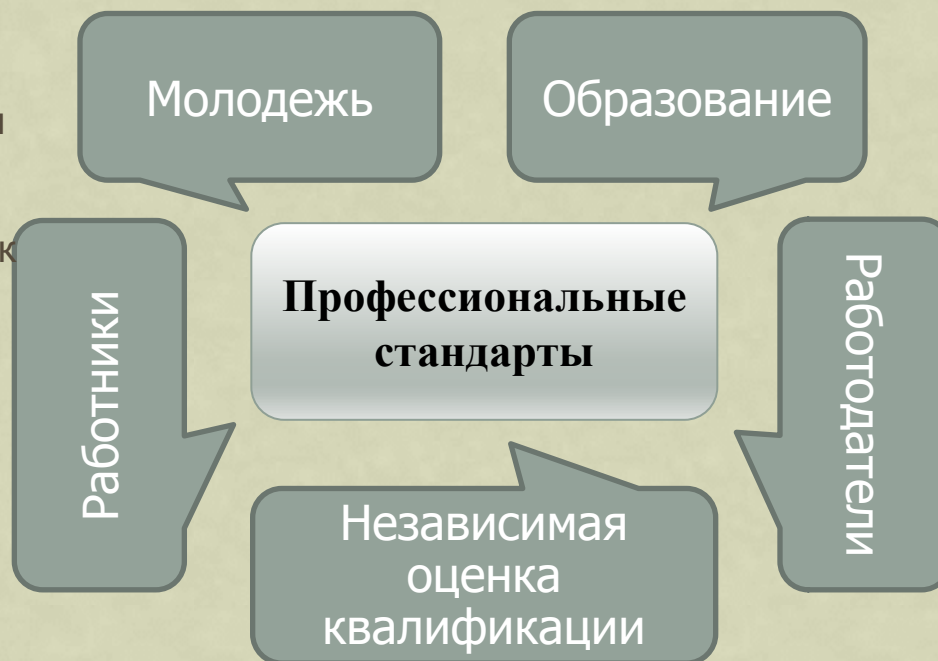 Молодежь
Образование
Работники
Профессиональные
стандарты
Работодатели
Независимая
оценка
квалификации